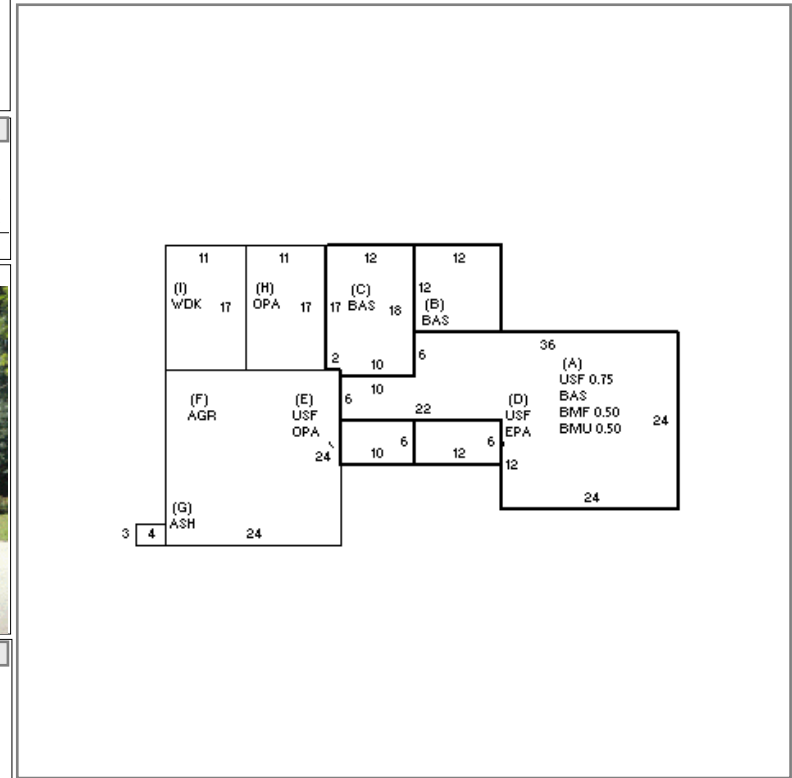 11
11
12
12
(I)
WDK
17
(H)
OPA
17
17
(C)
BAS
18
12
(B)
BAS
2
10
6
36
(A)
USF 0.75
BAS
BMF 0.50
BMU 0.50
24
(F)
AGR
(E)
USF
OPA
24
6
10
22
(D)
USF
EPA
10
6
12
6
12
24
(G)
ASH
3
4
24